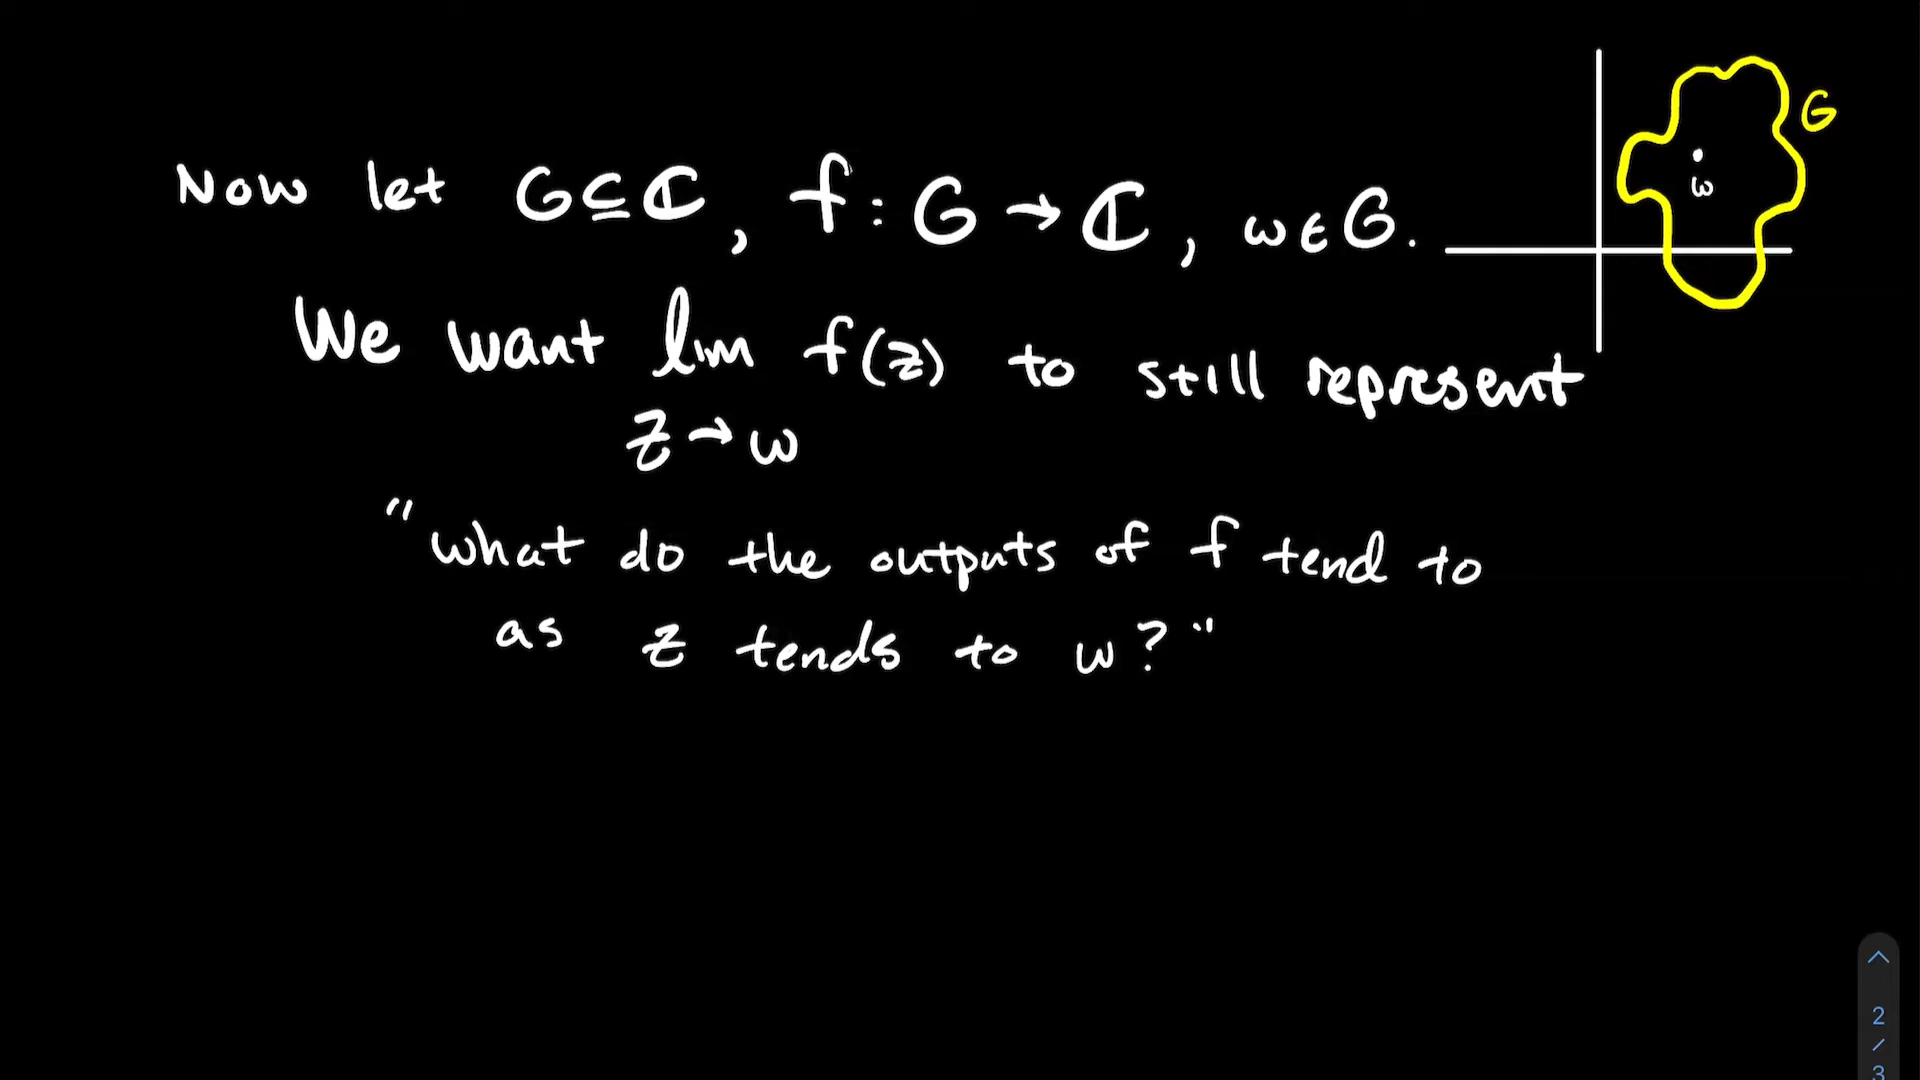 Now let G⊆ℂ, f: G→ℂ, w∈G.
We want lim f(z) to still represent
z→w
"what do the outputs of f tend to
as z tends to w?"
G
w
2
/
3